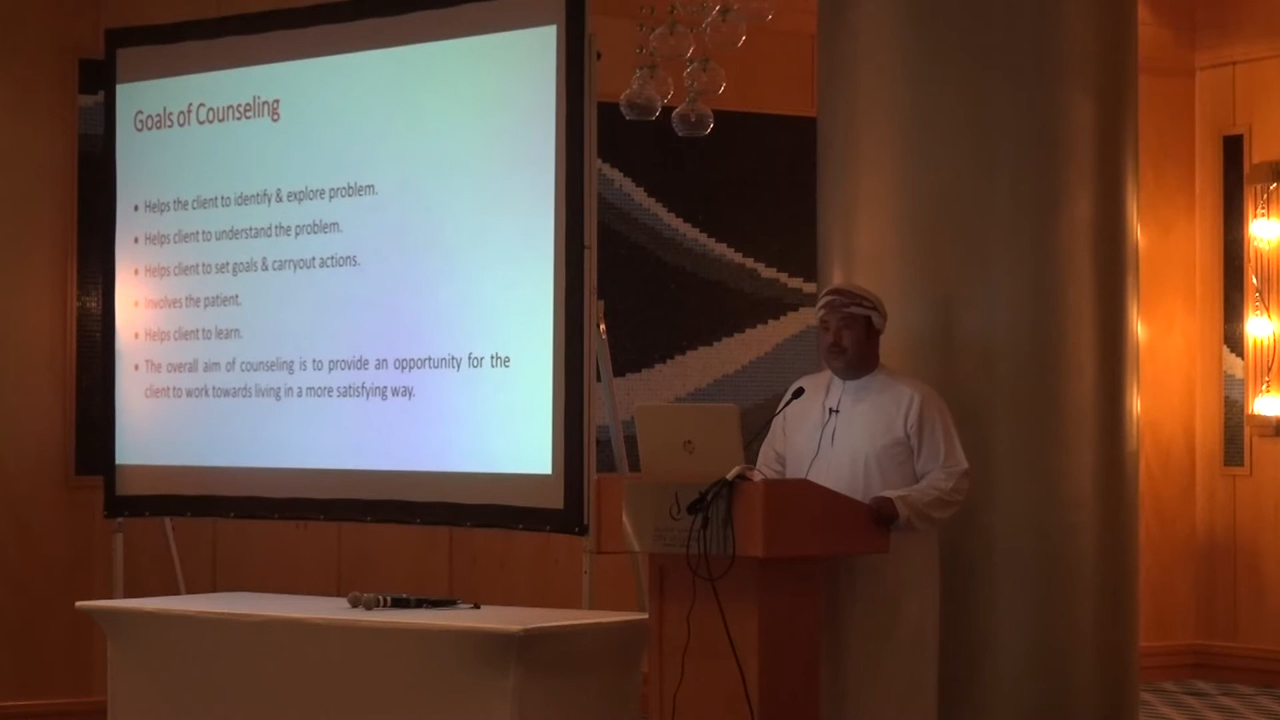 Goals of Counseling
• Helps the client to identify & explore problem.
• Helps client to understand the problem.
• Helps client to set goals & carryout actions.
• Involves the patient.
• Helps client to learn.
• The overall aim of counseling is to provide an opportunity for the
client to work towards living in a more satisfying way.
hp